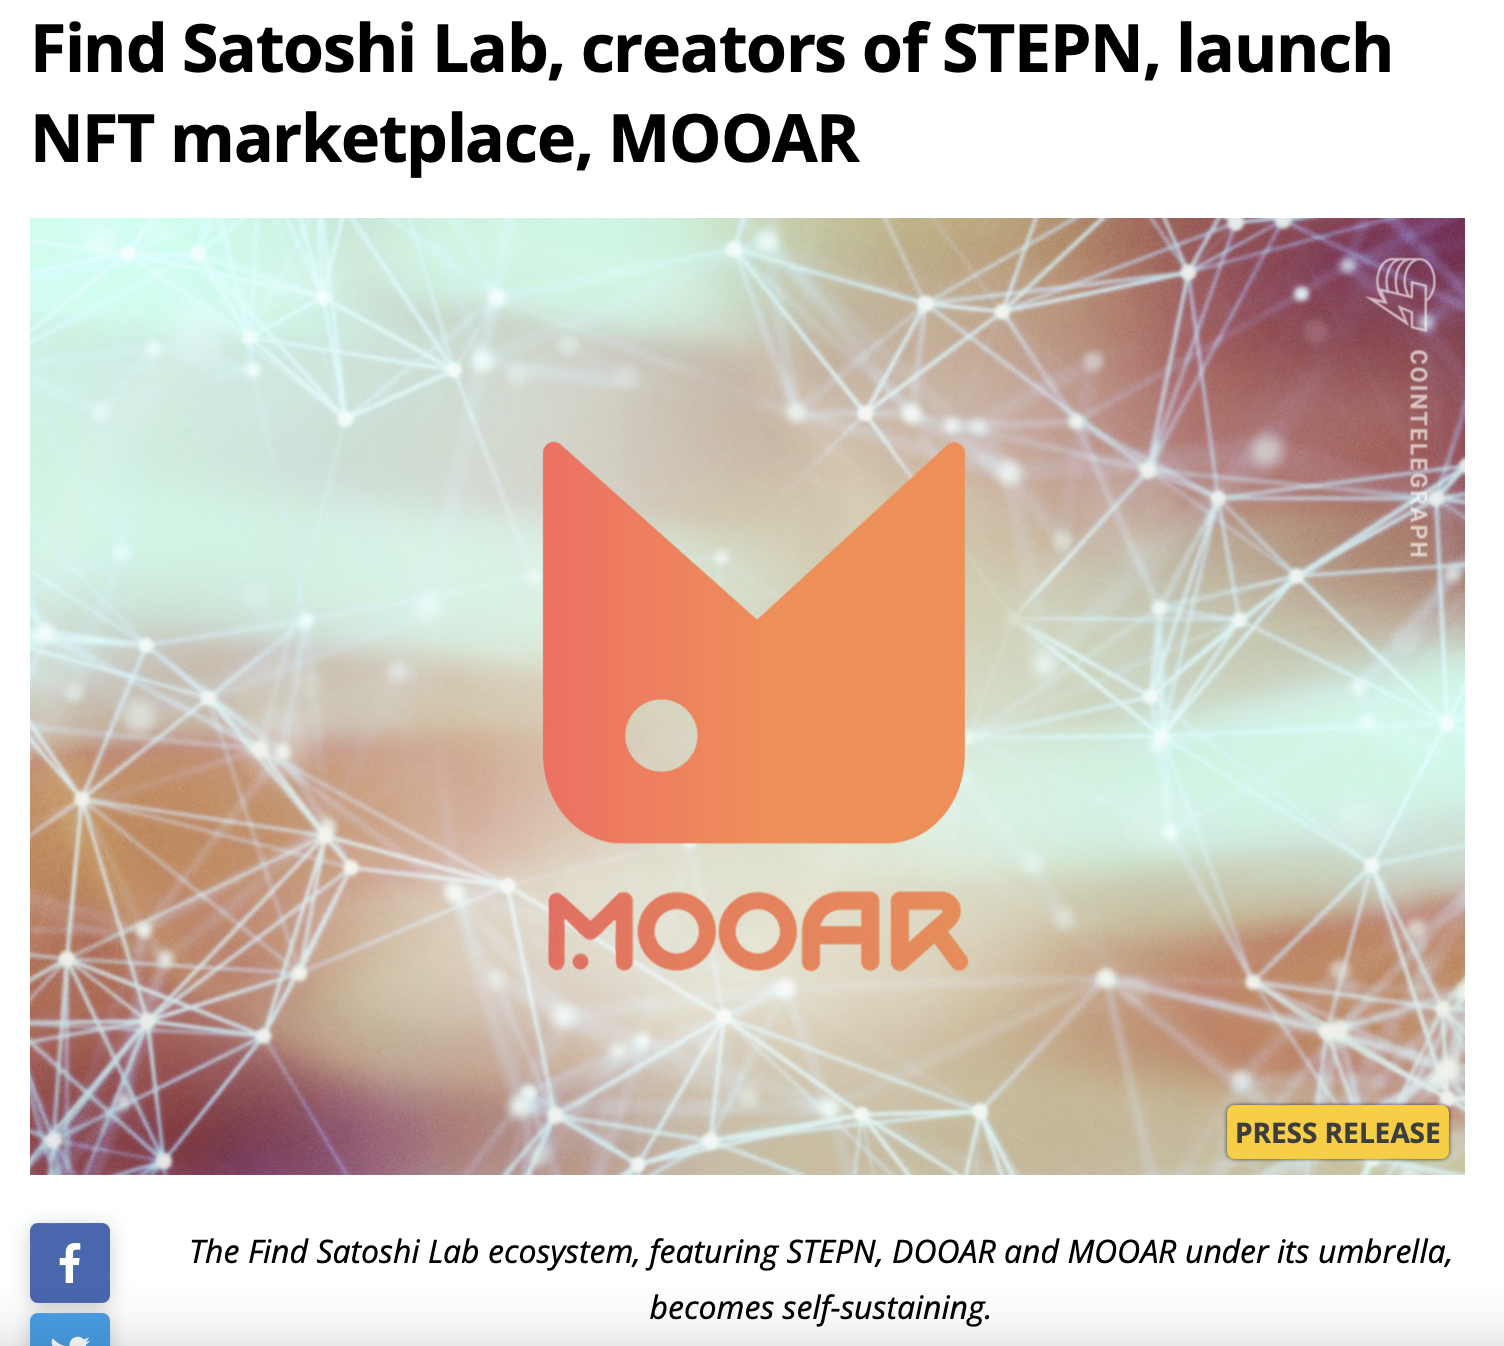 Find Satoshi Lab, creators of STEPN, launch
NFT marketplace, MOOAR
COINTELEGRAPH
MOOAR
PRESS RELEASE
The Find Satoshi Lab ecosystem, featuring STEPN, DOOAR and MOOAR under its umbrella,
becomes self-sustaining.